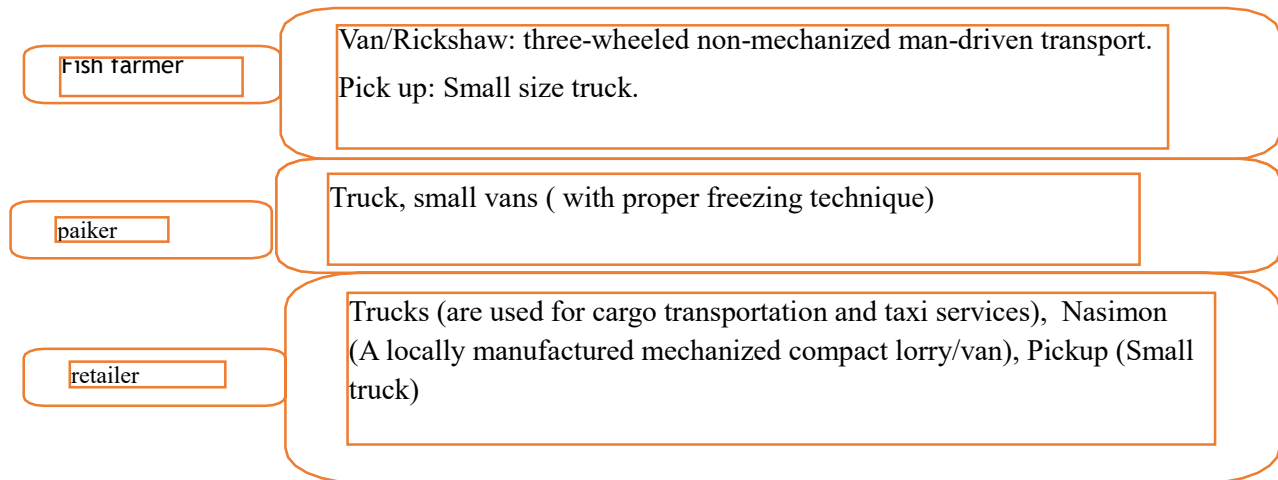 Fish farmer
Van/Rickshaw: three-wheeled non-mechanized man-driven transport.
Pick up: Small size truck.
paiker
Truck, small vans ( with proper freezing technique)
retailer
Trucks (are used for cargo transportation and taxi services),  Nasimon
(A locally manufactured mechanized compact lorry/van), Pickup (Small
truck)